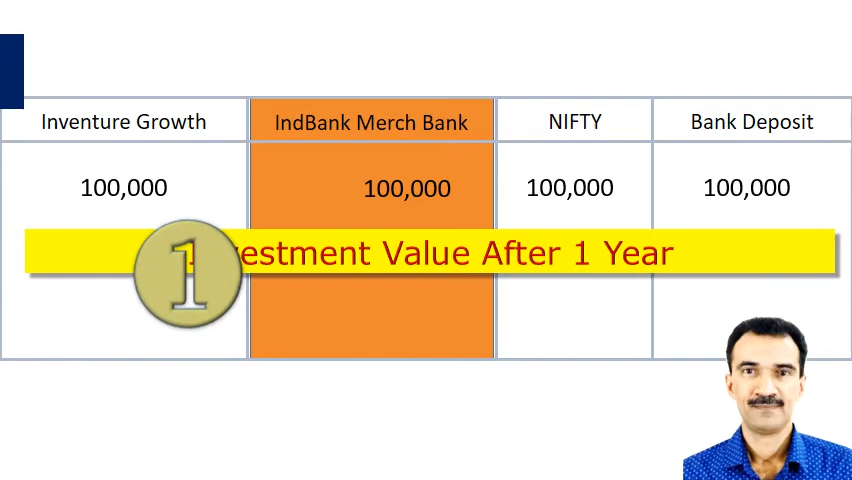 Inventure Growth IndBank Merch Bank NIFTY Bank Deposit
100,000 100,000 100,000 100,000
vestment Value After 1 Year
1